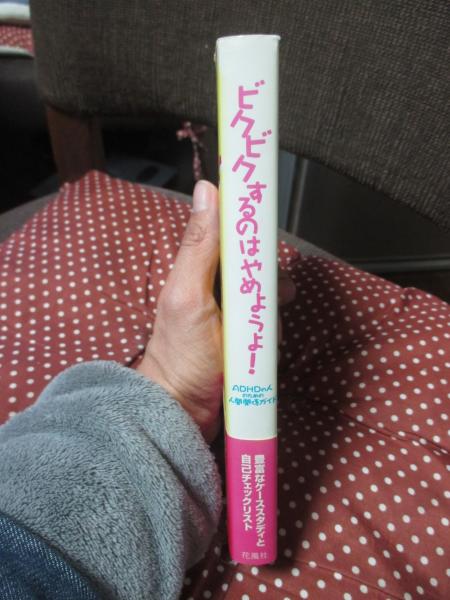 ビクビクするのはやめようよ！
ADHDの人
のための
人間関係ガイド
豊富なケーススタディと
自己チェックリスト
花風社